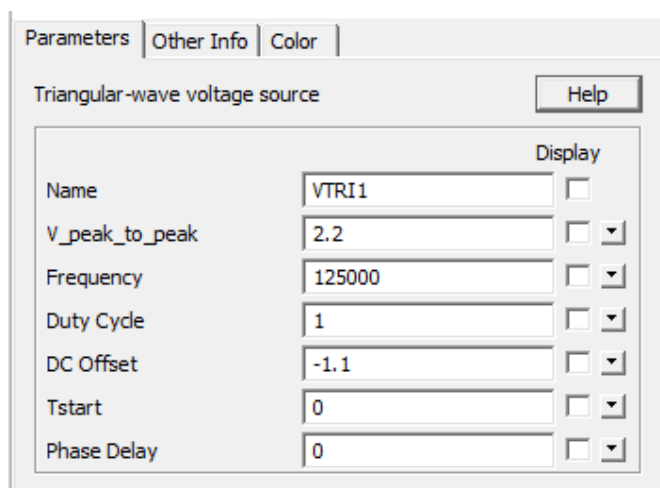 Parameters Other Info Color
Triangular-wave voltage source Help
Display
Name VTRI1
V_peak_to_peak 2.2
Frequency 125000
Duty Cycle 1
DC Offset -1.1
Tstart 0
Phase Delay 0